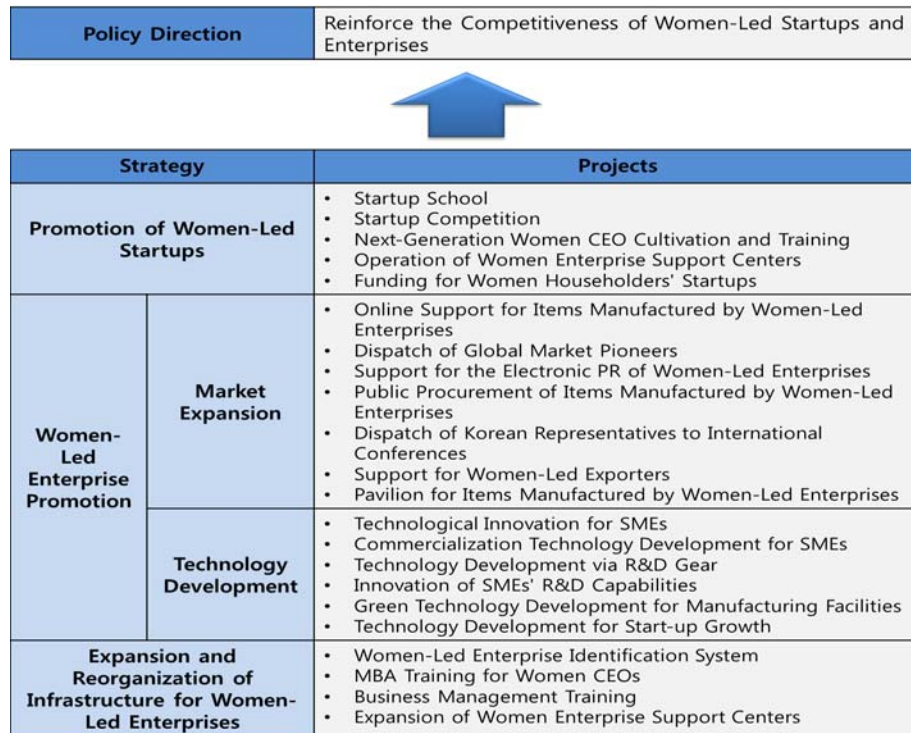 Policy Direction
Reinforce the Competitiveness of Women-Led Startups and
Enterprises
Strategy
Projects
Promotion of Women-Led
Startups
• Startup School
• Startup Competition
• Next-Generation Women CEO Cultivation and Training
• Operation of Women Enterprise Support Centers
• Funding for Women Householders' Startups
Women-
Led
Enterprise
Promotion
Market
Expansion
• Online Support for Items Manufactured by Women-Led
Enterprises
• Dispatch of Global Market Pioneers
• Support for the Electronic PR of Women-Led Enterprises
• Public Procurement of Items Manufactured by Women-Led
Enterprises
• Dispatch of Korean Representatives to International
Conferences
• Support for Women-Led Exporters
• Pavilion for Items Manufactured by Women-Led Enterprises
Technology
Development
• Technological Innovation for SMEs
• Commercialization Technology Development for SMEs
• Technology Development via R&D Gear
• Innovation of SMEs' R&D Capabilities
• Green Technology Development for Manufacturing Facilities
• Technology Development for Start-up Growth
Expansion and
Reorganization of
Infrastructure for Women-
Led Enterprises
• Women-Led Enterprise Identification System
• MBA Training for Women CEOs
• Business Management Training
• Expansion of Women Enterprise Support Centers